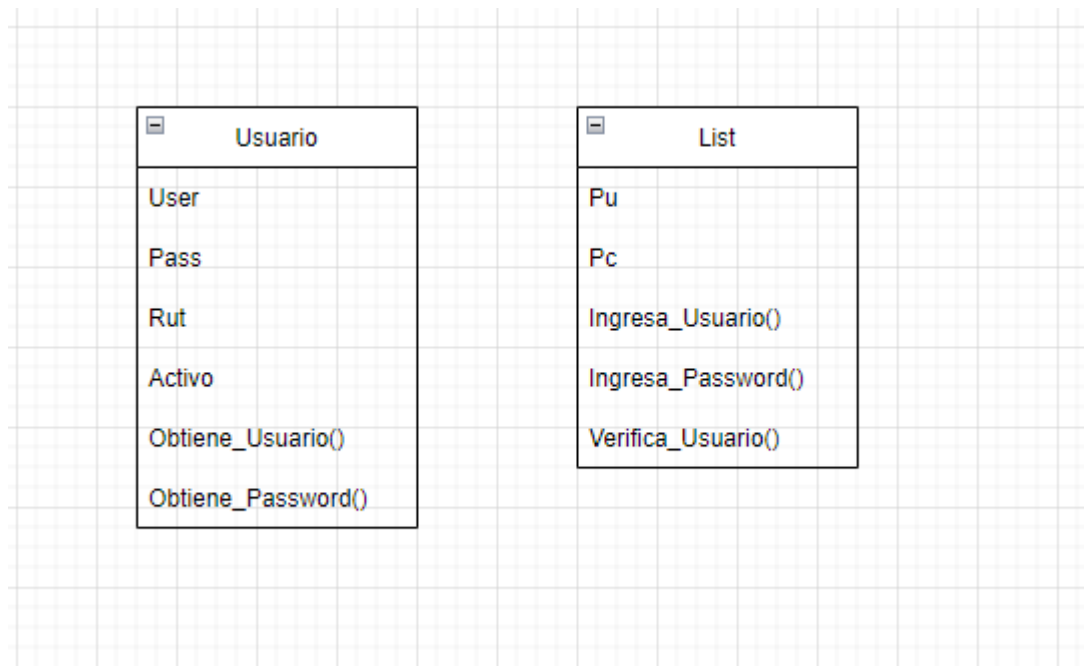 Usuario
User
Pass
Rut
Activo
Obtiene_Usuario()
Obtiene_Password()
List
Pu
Pc
Ingresa_Usuario()
Ingresa_Password()
Verifica_Usuario()